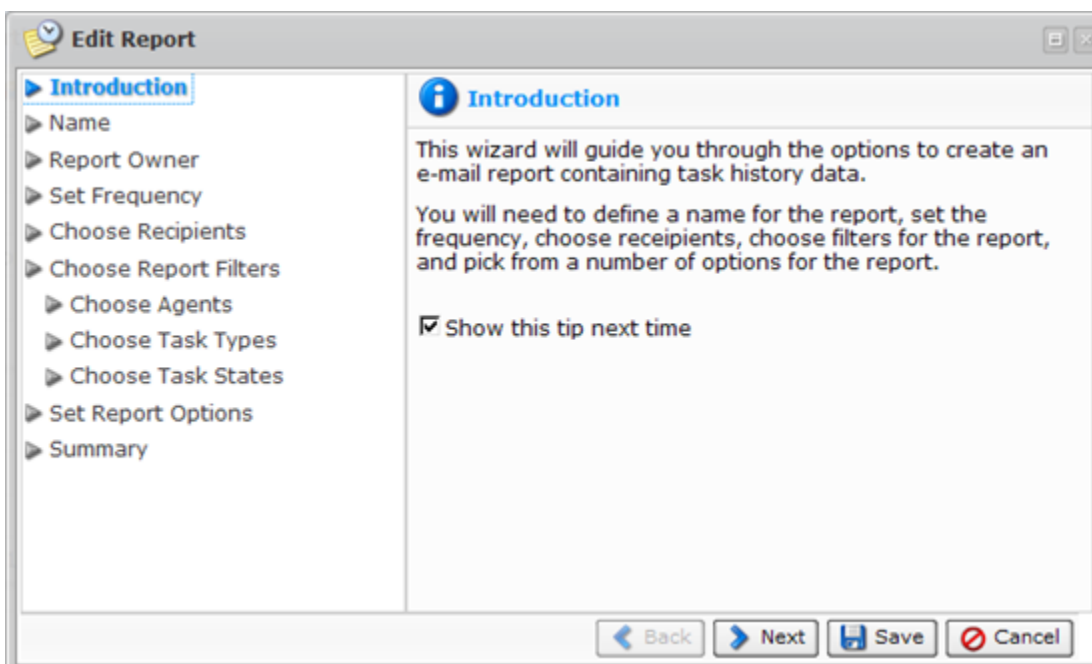 Edit Report
Introduction
Name
Report Owner
Set Frequency
Choose Recipients
Choose Report Filters
Choose Agents
Choose Task Types
Choose Task States
Set Report Options
Summary
Introduction
This wizard will guide you through the options to create an
e-mail report containing task history data.
You will need to define a name for the report, set the
frequency, choose receipients, choose filters for the report,
and pick from a number of options for the report.
Show this tip next time
Back Next Save Cancel